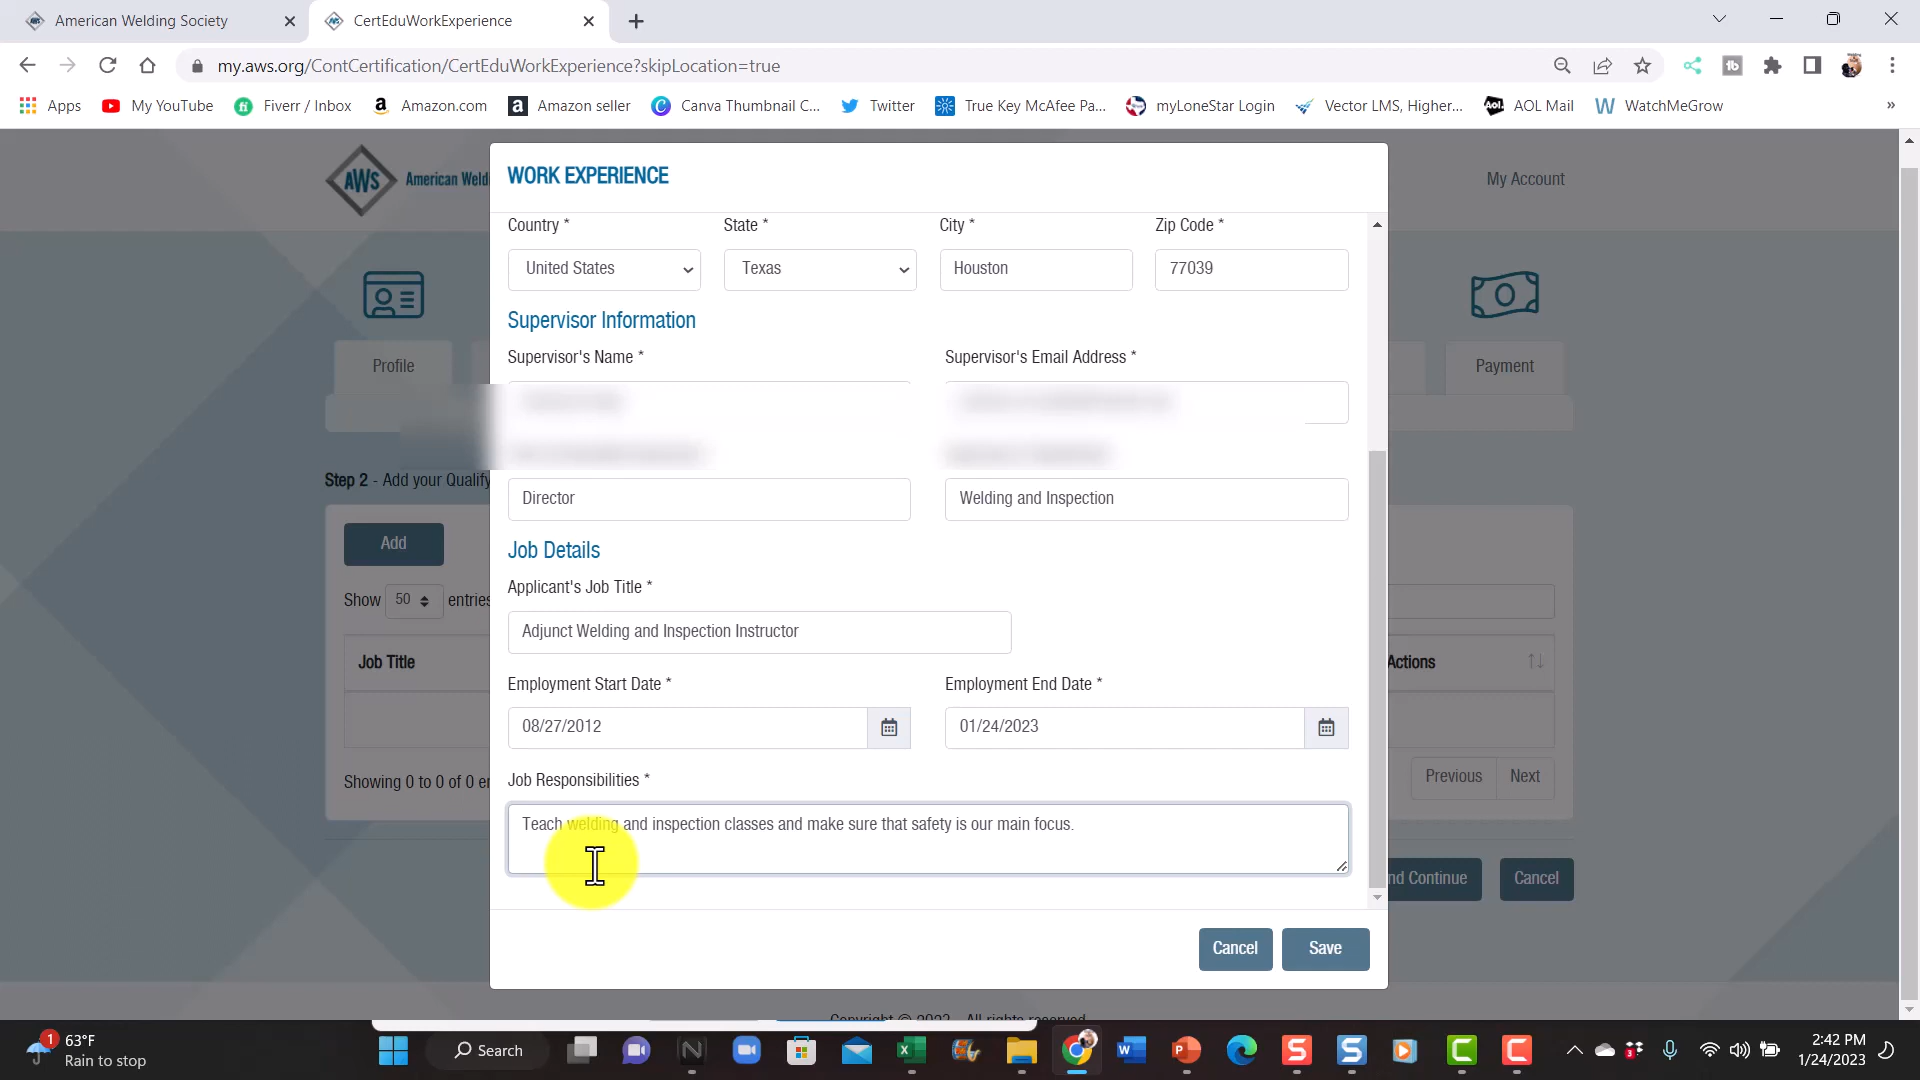 American Welding Society
CertEduWorkExperience
my.aws.org/ContCertification/CertEduWorkExperience?skipLocation=true
Apps
My YouTube
Fiverr / Inbox
Amazon.com
Amazon seller
Canva Thumbnail C...
Twitter
True Key McAfee Pa...
myLoneStar Login
Vector LMS, Higher...
AOL Mail
WatchMeGrow
»
AWS American Weld
My Account
WORK EXPERIENCE
Country * State * City * Zip Code *
United States Texas Houston 77039
Supervisor Information
Supervisor's Name * Supervisor's Email Address *
Profile
Payment
Step 2 - Add your Qualify
Director Welding and Inspection
Add
Job Details
Applicant's Job Title *
Show 50 entries
Adjunct Welding and Inspection Instructor
Job Title
Actions
Employment Start Date * Employment End Date *
08/27/2012 01/24/2023
Showing 0 to 0 of 0 e
Previous Next
Job Responsibilities *
Teach welding and inspection classes and make sure that safety is our main focus.
nd Continue Cancel
Cancel Save
Copyright © 2023 All rights reserved
1 63°F
Rain to stop
Search
2:42 PM
1/24/2023